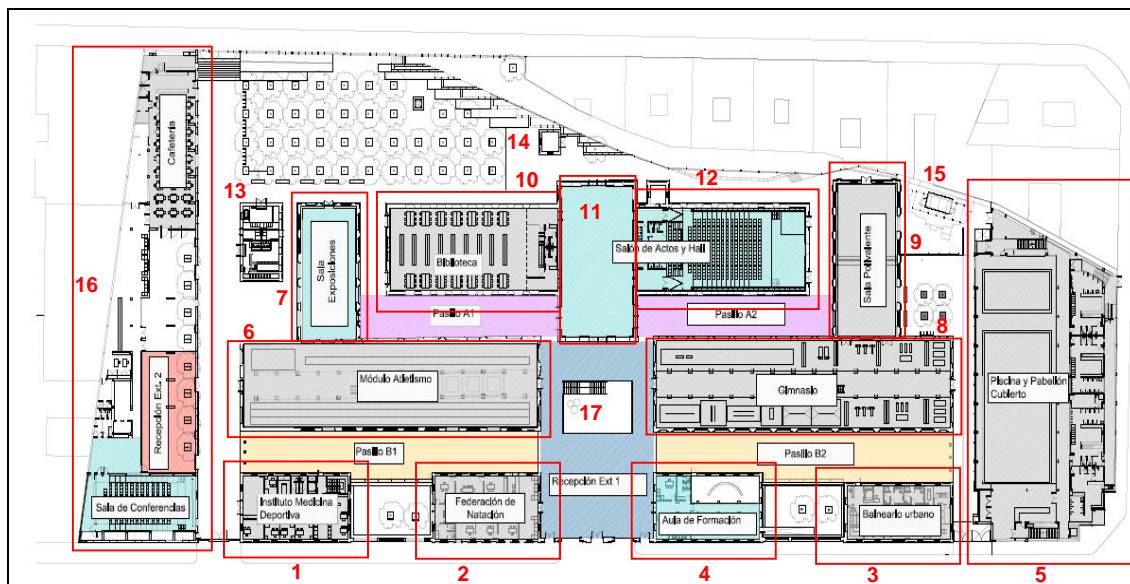 14
10
12
15
13
11
Cafetería
Salón de Actos y Hall
Biblioteca
Sala
Exposiciones
Sala Polivalente
9
16
7
Pasillo A1
Pasillo A2
6
8
Módulo Atletismo
Gimnasio
Piscina y Pabellón
Cubierto
17
Recepción Ext. 2
Pasillo B1
Pasillo B2
Recepción Ext 1
Sala de Conferencias
Instituto Medicina
Deportiva
Federación de
Natación
Aula de Formación
Balneario urbano
1
2
4
3
5